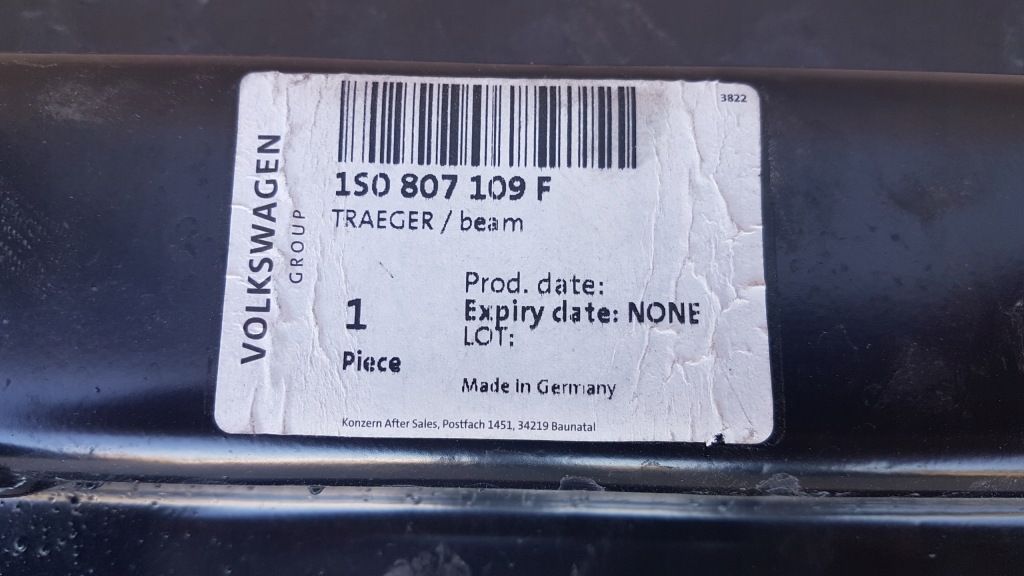 3822
VOLKSWAGEN
GROUP
1S0 807 109 F
TRAEGER / beam
1
Piece
Prod. date:
Expiry date: NONE
LOT:
Made in Germany
Konzern After Sales, Postfach 1451, 34219 Baunatal